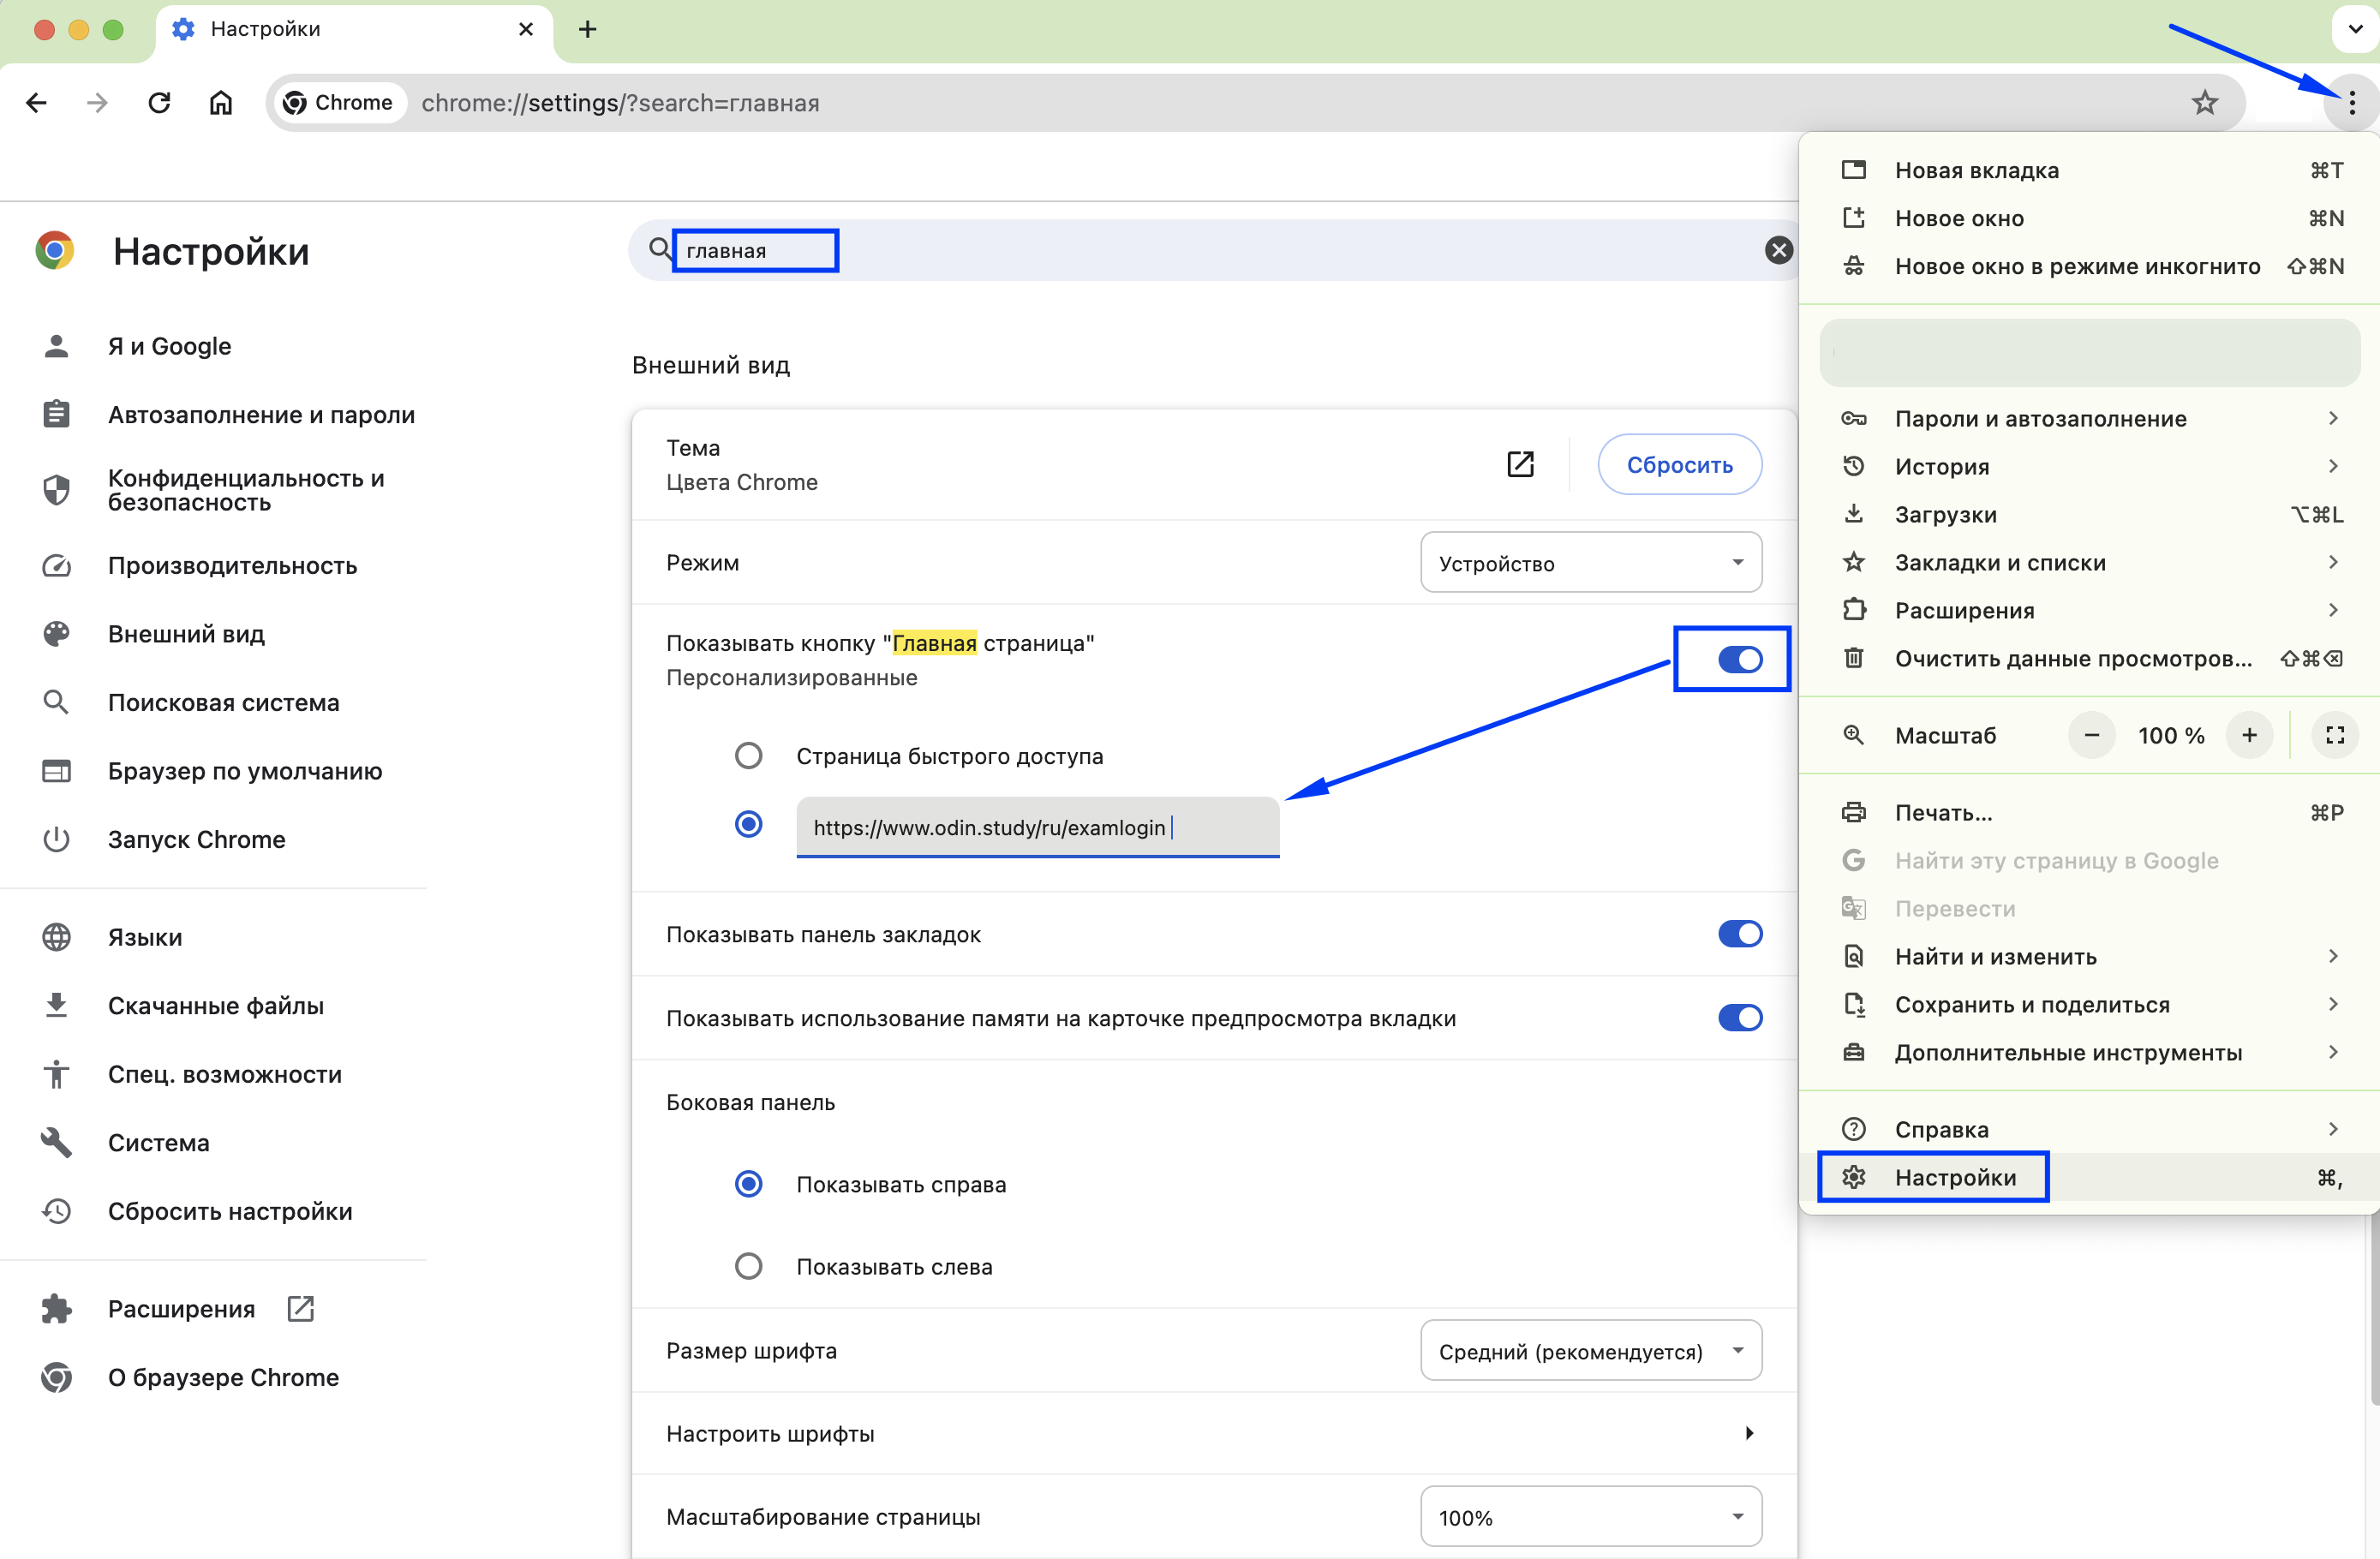 Настройки
Chrome
chrome://settings/?search=главная
Настройки
главная
Я и Google
Автозаполнение и пароли
Конфиденциальность и
безопасность
Производительность
Внешний вид
Поисковая система
Браузер по умолчанию
Запуск Chrome
Языки
Скачанные файлы
Спец. возможности
Система
Сбросить настройки
Расширения
О браузере Chrome
Внешний вид
Тема
Цвета Chrome
Сбросить
Режим
Устройство
Показывать кнопку "Главная страница"
Персонализированные
Страница быстрого доступа
https://www.odin.study/ru/examlogin
Показывать панель закладок
Показывать использование памяти на карточке предпросмотра вкладки
Боковая панель
Показывать справа
Показывать слева
Размер шрифта
Средний (рекомендуется)
Настроить шрифты
Масштабирование страницы
100%
Новая вкладка ⌘T
Новое окно ⌘N
Новое окно в режиме инкогнито ⇧⌘N
Пароли и автозаполнение
История
Загрузки ⌥⌘L
Закладки и списки
Расширения
Очистить данные просмотров... ⇧⌘⌫
Масштаб − 100 % +
Печать... ⌘P
Найти эту страницу в Google
Перевести
Найти и изменить
Сохранить и поделиться
Дополнительные инструменты
Справка
Настройки ⌘,